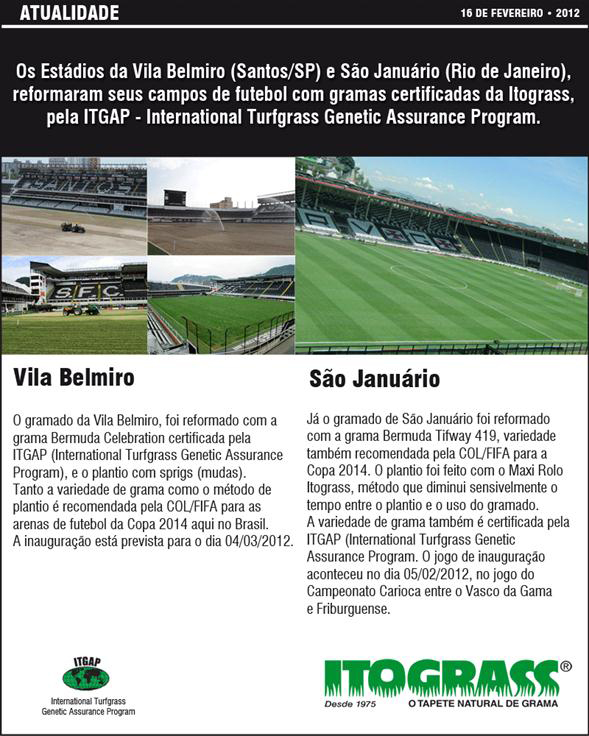 ATUALIDADE
16 DE FEVEREIRO • 2012
Os Estádios da Vila Belmiro (Santos/SP) e São Januário (Rio de Janeiro),
reformaram seus campos de futebol com gramas certificadas da Itograss,
pela ITGAP - International Turfgrass Genetic Assurance Program.
SANTOS
SFC
Vila Belmiro
O gramado da Vila Belmiro, foi reformado com a
grama Bermuda Celebration certificada pela
ITGAP (International Turfgrass Genetic Assurance
Program), e o plantio com sprigs (mudas).
Tanto a variedade de grama como o método de
plantio é recomendada pela COL/FIFA para as
arenas de futebol da Copa 2014 aqui no Brasil.
A inauguração está prevista para o dia 04/03/2012.
São Januário
Já o gramado de São Januário foi reformado
com a grama Bermuda Tifway 419, variedade
também recomendada pela COL/FIFA para a
Copa 2014. O plantio foi feito com o Maxi Rolo
Itograss, método que diminui sensivelmente o
tempo entre o plantio e o uso do gramado.
A variedade de grama também é certificada pela
ITGAP (International Turfgrass Genetic
Assurance Program. O jogo de inauguração
aconteceu no dia 05/02/2012, no jogo do
Campeonato Carioca entre o Vasco da Gama
e Friburguense.
ITGAP
International Turfgrass
Genetic Assurance Program
ITOGRASS®
Desde 1975 O TAPETE NATURAL DE GRAMA